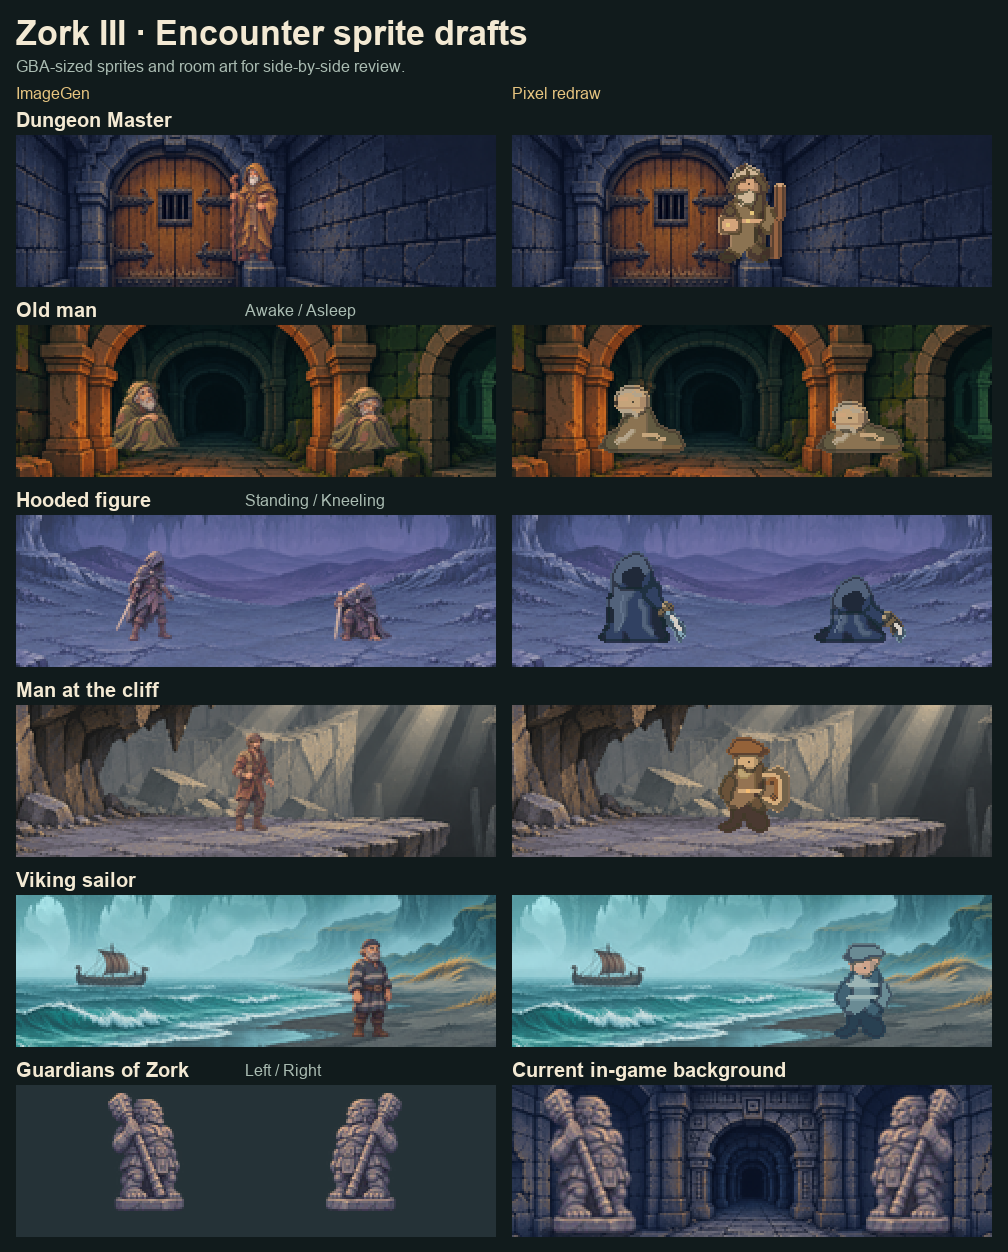 Zork III · Encounter sprite drafts
GBA-sized sprites and room art for side-by-side review.
ImageGen
Pixel redraw
Dungeon Master
Old man
Awake / Asleep
Hooded figure
Standing / Kneeling
Man at the cliff
Viking sailor
Guardians of Zork
Left / Right
Current in-game background